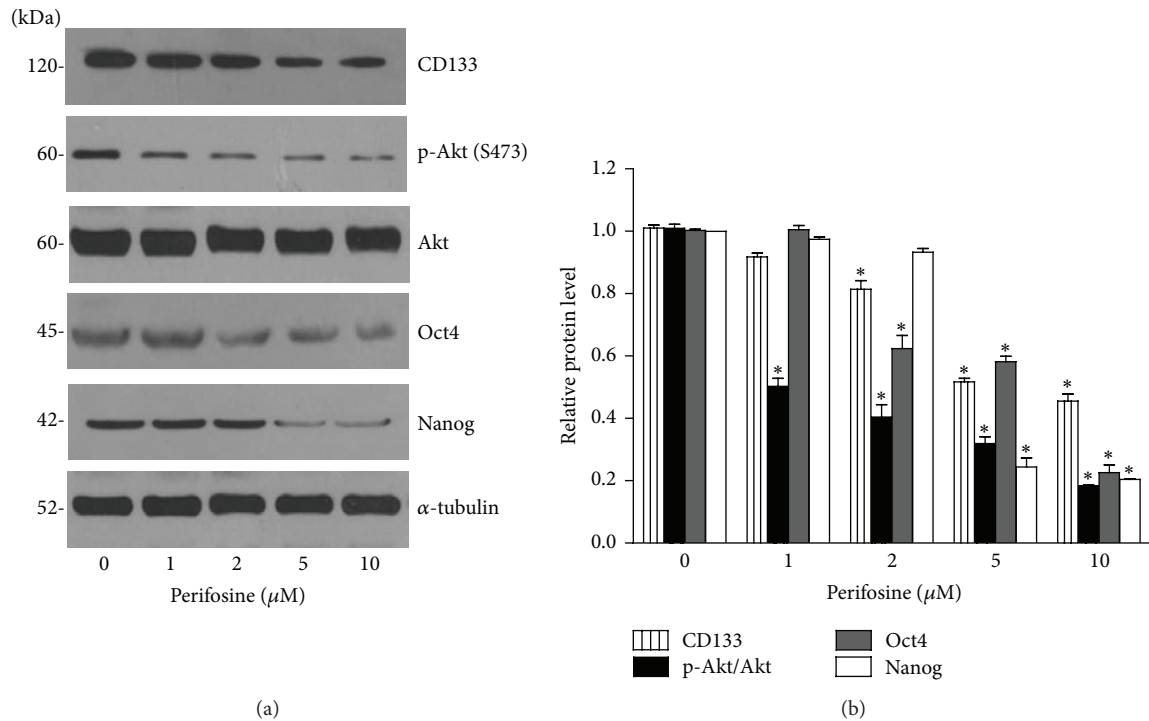 (kDa)
120- CD133
60- p-Akt (S473)
60- Akt
45- Oct4
42- Nanog
52- α-tubulin
0 1 2 5 10
Perifosine (μM)
(a)
Relative protein level
1.2
1.0
0.8
0.6
0.4
0.2
0.0
* * * * * * * * * * * *
0 1 2 5 10
Perifosine (μM)
CD133 Oct4
p-Akt/Akt Nanog
(b)